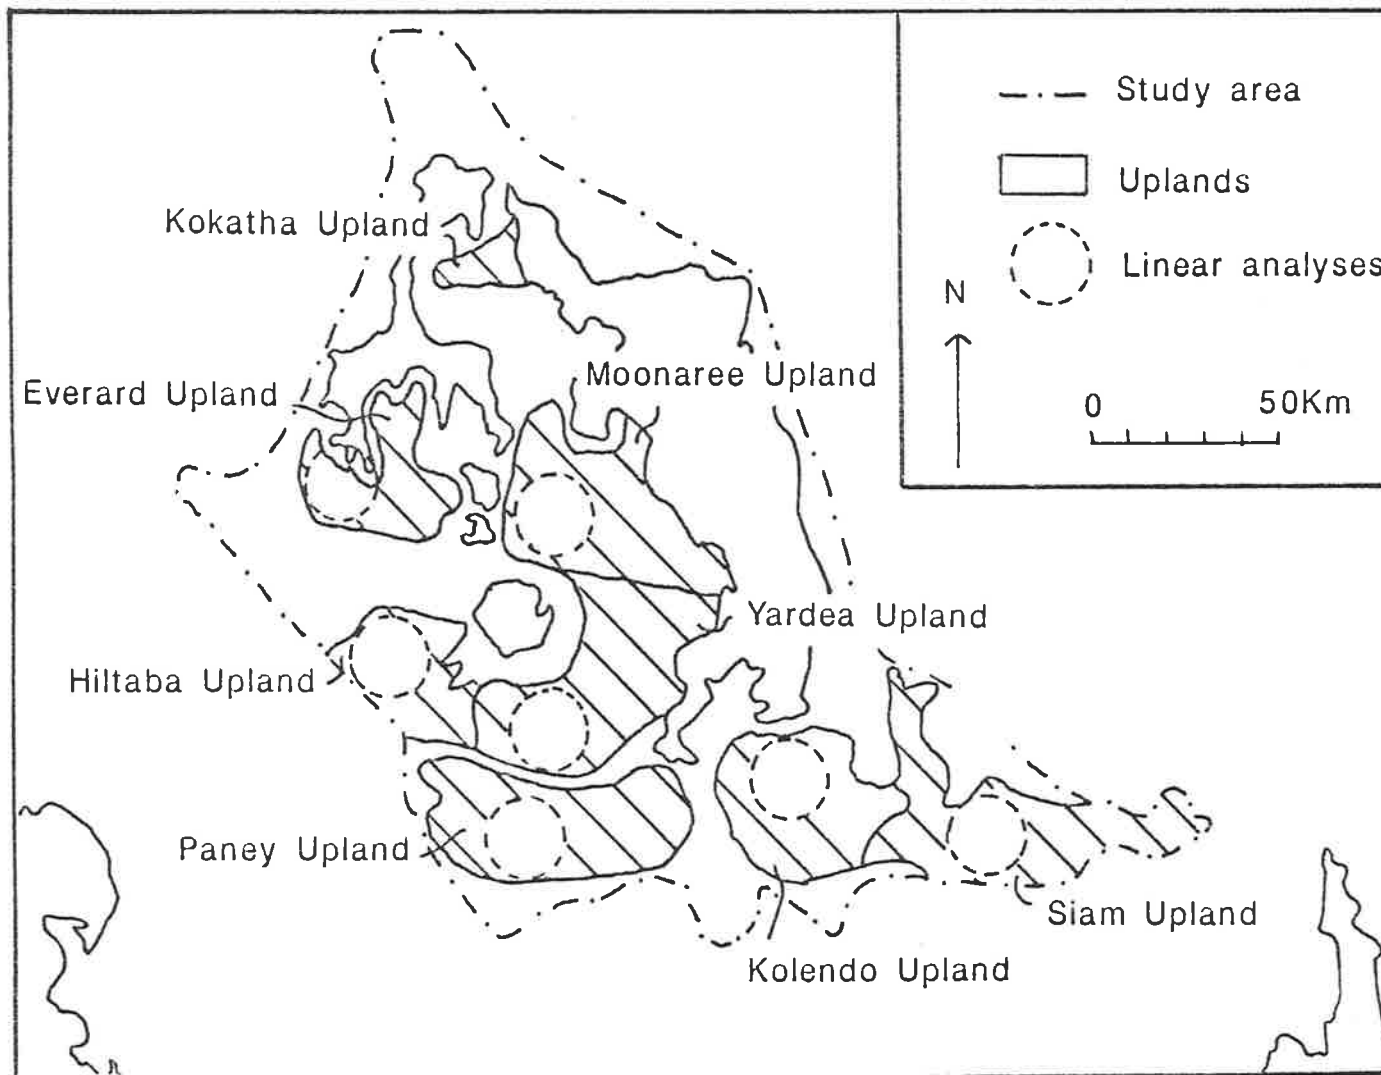 Study area
Uplands
Linear analyses
N
0 50Km
Kokatha Upland
Everard Upland
Moonaree Upland
Yardea Upland
Hiltaba Upland
Paney Upland
Siam Upland
Kolendo Upland